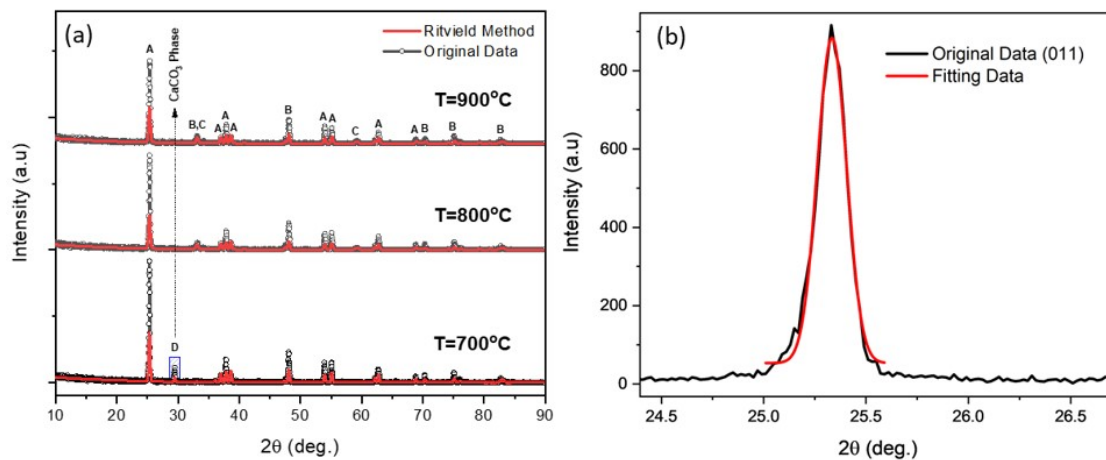 (a)
Ritvield Method
Original Data
A
CaCO3 Phase
T=900°C
B,C
A
A
A
B
A
A
C
A
A
B
B
B
T=800°C
T=700°C
D
Intensity (a.u)
10 20 30 40 50 60 70 80 90
2θ (deg.)
(b)
Original Data (011)
Fitting Data
800
600
400
200
0
Intensity (a.u)
24.5 25.0 25.5 26.0 26.5
2θ (deg.)